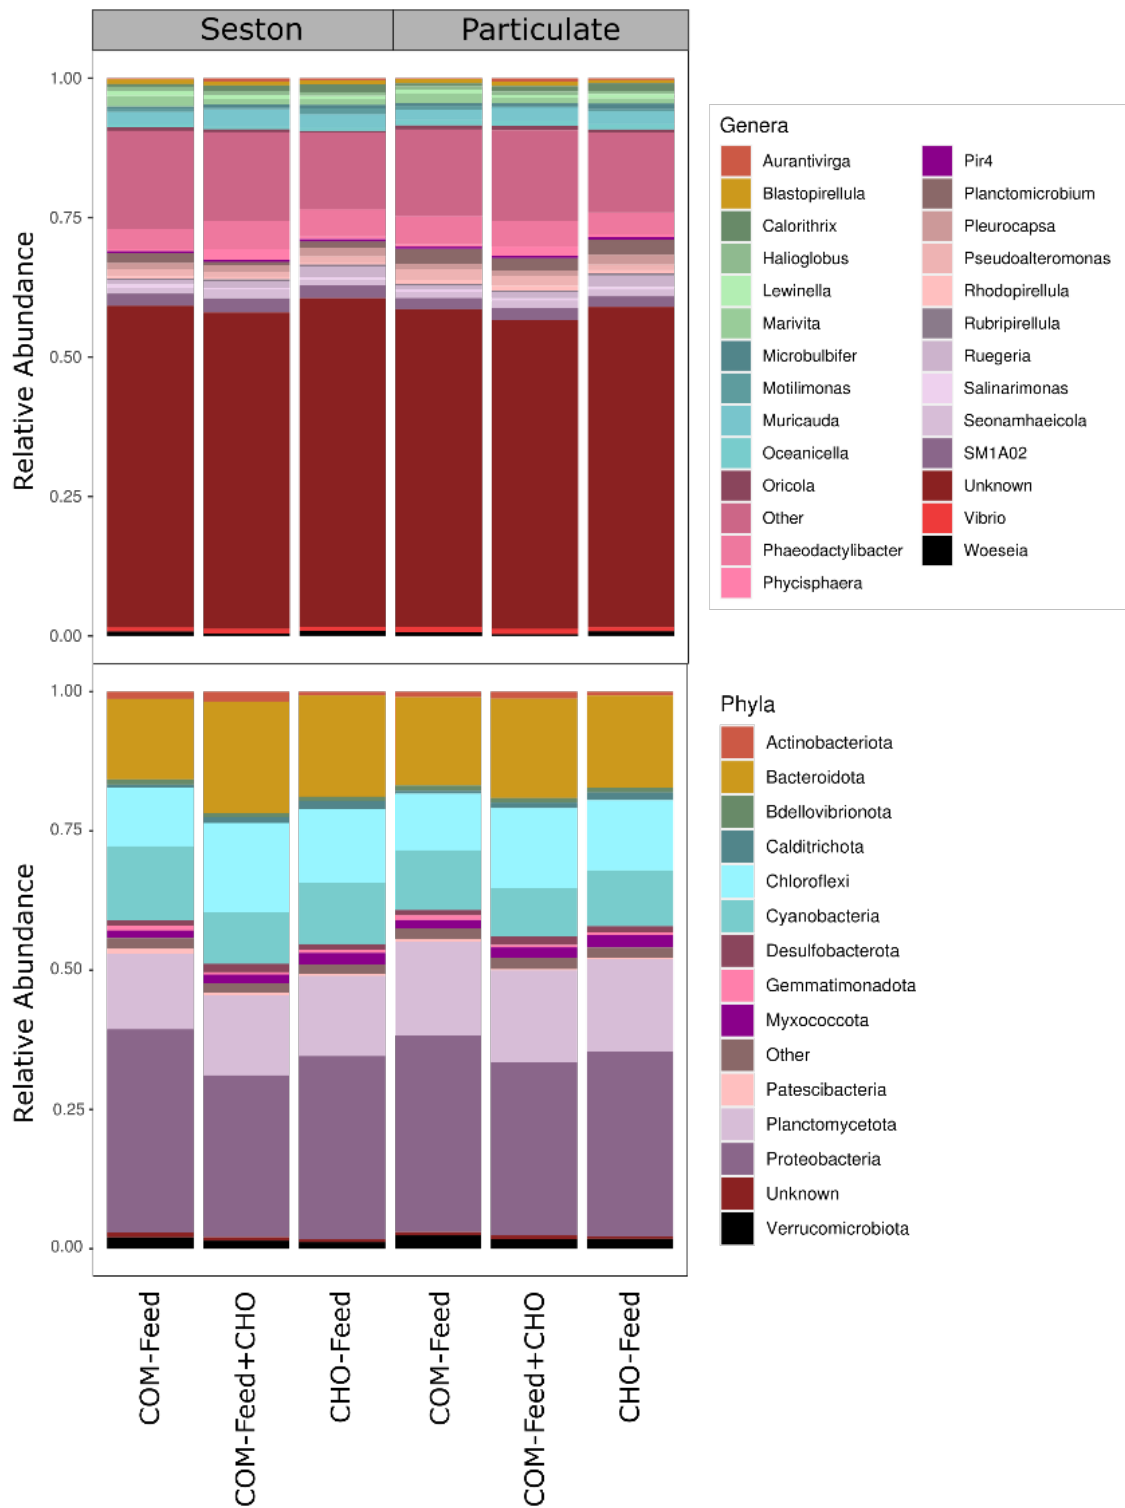 Seston Particulate
Relative Abundance
1.00
0.75
0.50
0.25
0.00
Genera
Aurantivirga
Blastopirellula
Calorithrix
Halioglobus
Lewinella
Marivita
Microbulbifer
Motilimonas
Muricauda
Oceanicella
Oricola
Other
Phaeodactylibacter
Phycisphaera
Pir4
Planctomicrobium
Pleurocapsa
Pseudoalteromonas
Rhodopirellula
Rubripirellula
Ruegeria
Salinarimonas
Seonamhaeicola
SM1A02
Unknown
Vibrio
Woeseia
Relative Abundance
1.00
0.75
0.50
0.25
0.00
Phyla
Actinobacteriota
Bacteroidota
Bdellovibrionota
Calditrichota
Chloroflexi
Cyanobacteria
Desulfobacterota
Gemmatimonadota
Myxococcota
Other
Patescibacteria
Planctomycetota
Proteobacteria
Unknown
Verrucomicrobiota
COM-Feed
COM-Feed+CHO
CHO-Feed
COM-Feed
COM-Feed+CHO
CHO-Feed